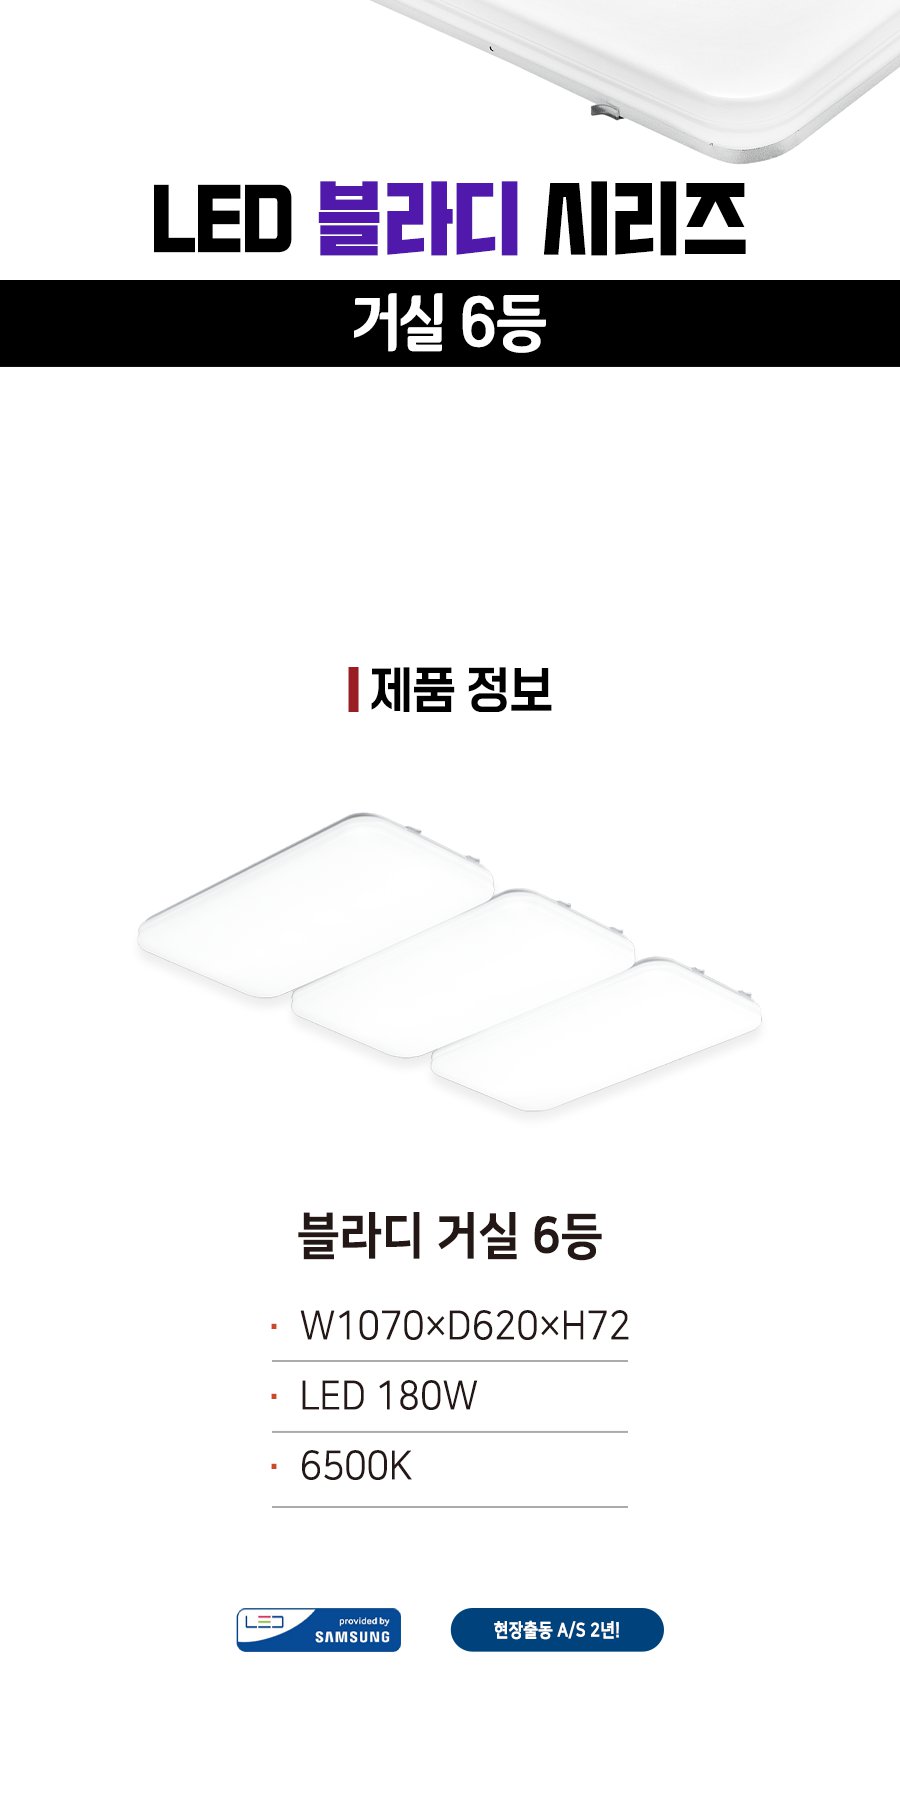 LED 블라디 시리즈
거실 6등
제품 정보
블라디 거실 6등
· W1070×D620×H72
· LED 180W
· 6500K
LED provided by
SAMSUNG
현장출동 A/S 2년!